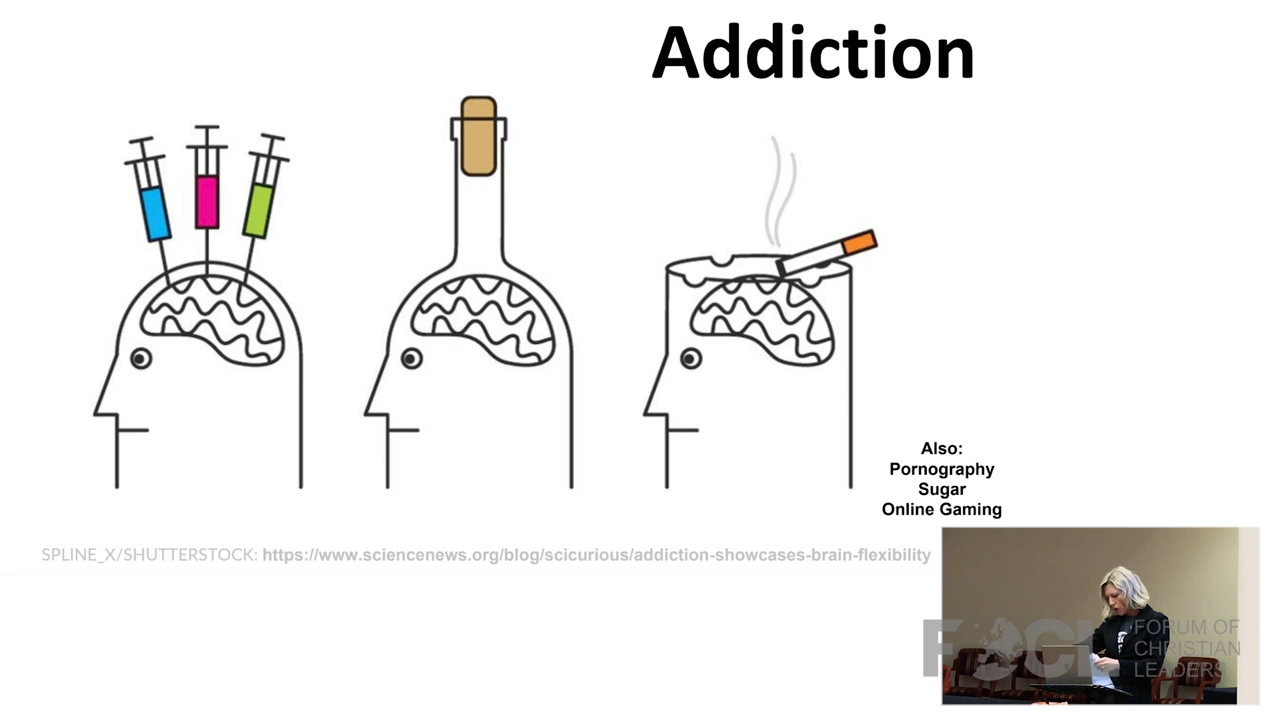 Addiction
Also:
Pornography
Sugar
Online Gaming
SPLINE_X/SHUTTERSTOCK: https://www.sciencenews.org/blog/scicurious/addiction-showcases-brain-flexibility
FOCL
FORUM OF
CHRISTIAN
LEADERS